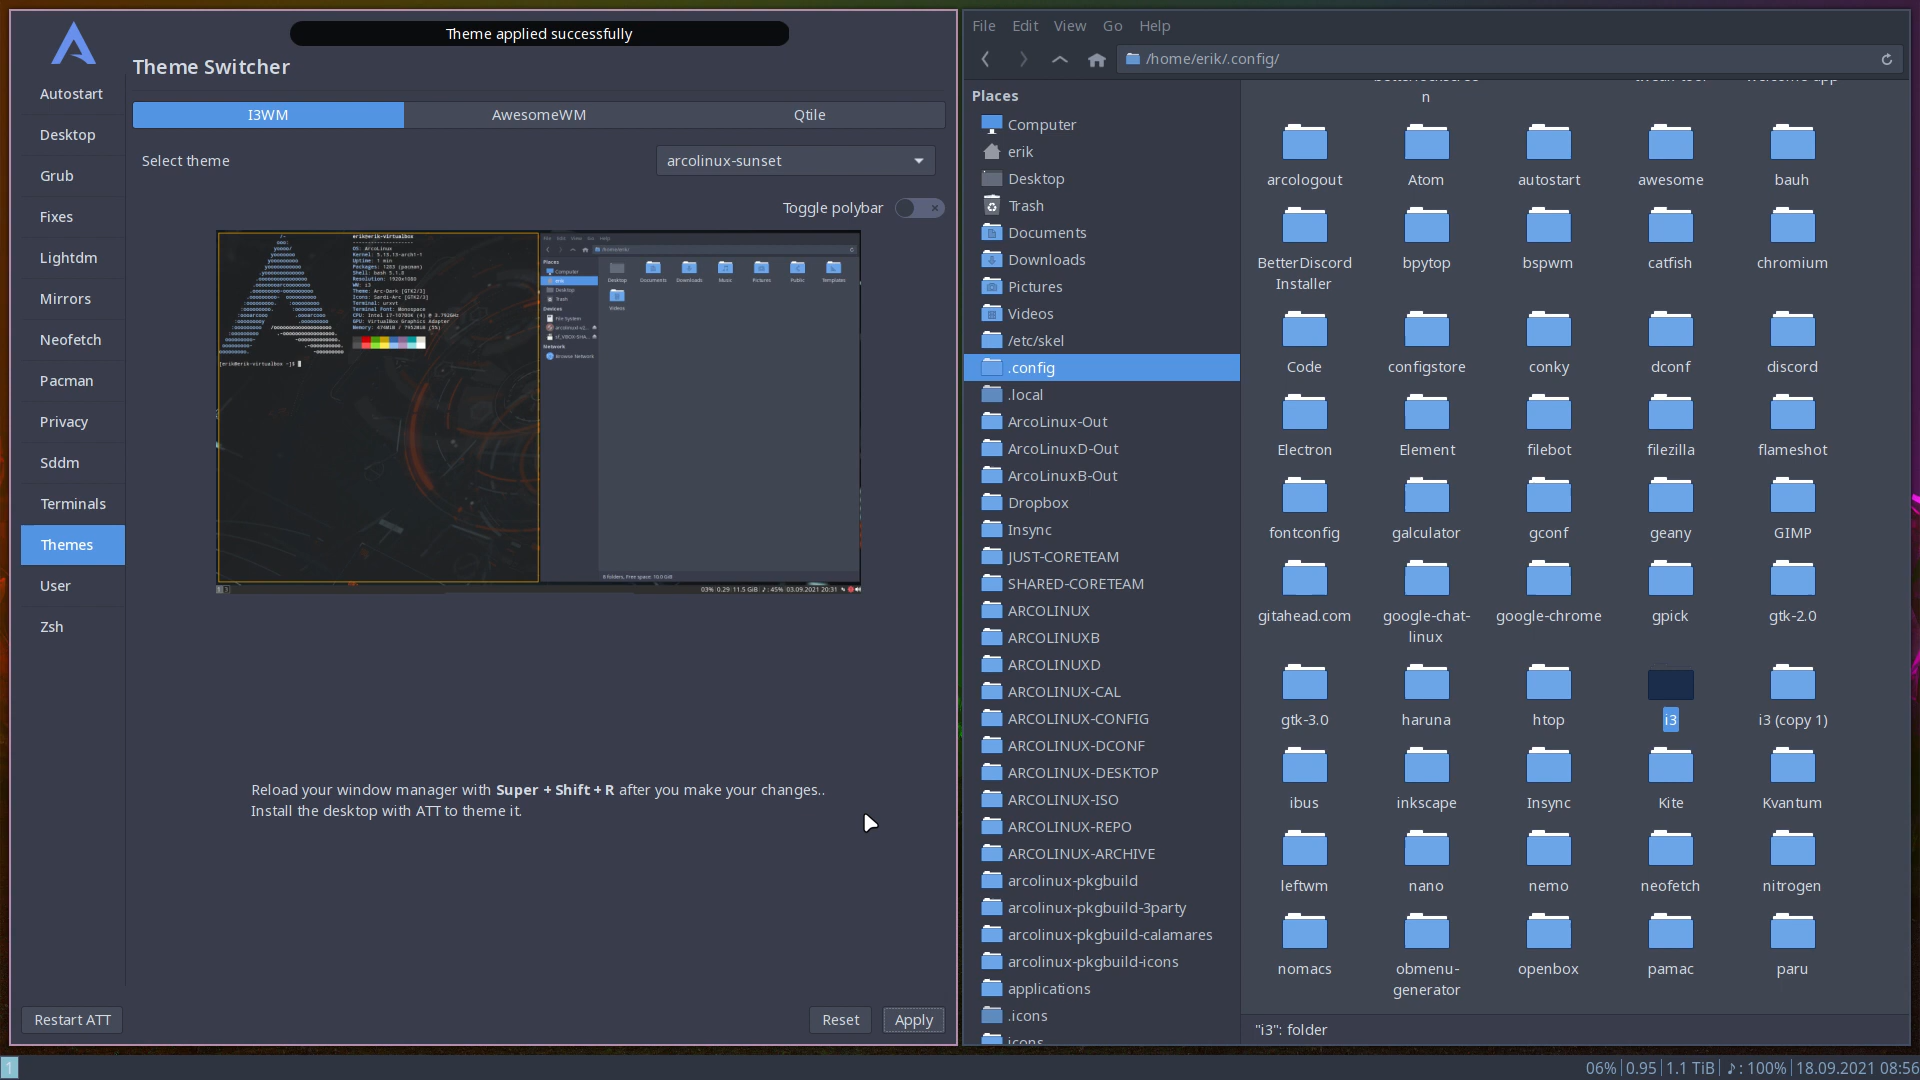 Theme applied successfully
Theme Switcher
Autostart
Desktop
Grub
Fixes
Lightdm
Mirrors
Neofetch
Pacman
Privacy
Sddm
Terminals
Themes
User
Zsh
I3WM
AwesomeWM
Qtile
Select theme
arcolinux-sunset
Toggle polybar
Reload your window manager with Super + Shift + R after you make your changes..
Install the desktop with ATT to theme it.
Restart ATT
Reset
Apply
File Edit View Go Help
/home/erik/.config/
Places
Computer
erik
Desktop
Trash
Documents
Downloads
Pictures
Videos
/etc/skel
.config
.local
ArcoLinux-Out
ArcoLinuxD-Out
ArcoLinuxB-Out
Dropbox
Insync
JUST-CORETEAM
SHARED-CORETEAM
ARCOLINUX
ARCOLINUXB
ARCOLINUXD
ARCOLINUX-CAL
ARCOLINUX-CONFIG
ARCOLINUX-DCONF
ARCOLINUX-DESKTOP
ARCOLINUX-ISO
ARCOLINUX-REPO
ARCOLINUX-ARCHIVE
arcolinux-pkgbuild
arcolinux-pkgbuild-3party
arcolinux-pkgbuild-calamares
arcolinux-pkgbuild-icons
applications
.icons
icons
n
arcologout Atom autostart awesome bauh
BetterDiscord Installer bpytop bspwm catfish chromium
Code configstore conky dconf discord
Electron Element filebot filezilla flameshot
fontconfig galculator gconf geany GIMP
gitahead.com google-chat-linux google-chrome gpick gtk-2.0
gtk-3.0 haruna htop i3 i3 (copy 1)
ibus inkscape Insync Kite Kvantum
leftwm nano nemo neofetch nitrogen
nomacs obmenu-generator openbox pamac paru
"i3": folder
1
06% 0.95 1.1 TiB ♪: 100% 18.09.2021 08:56